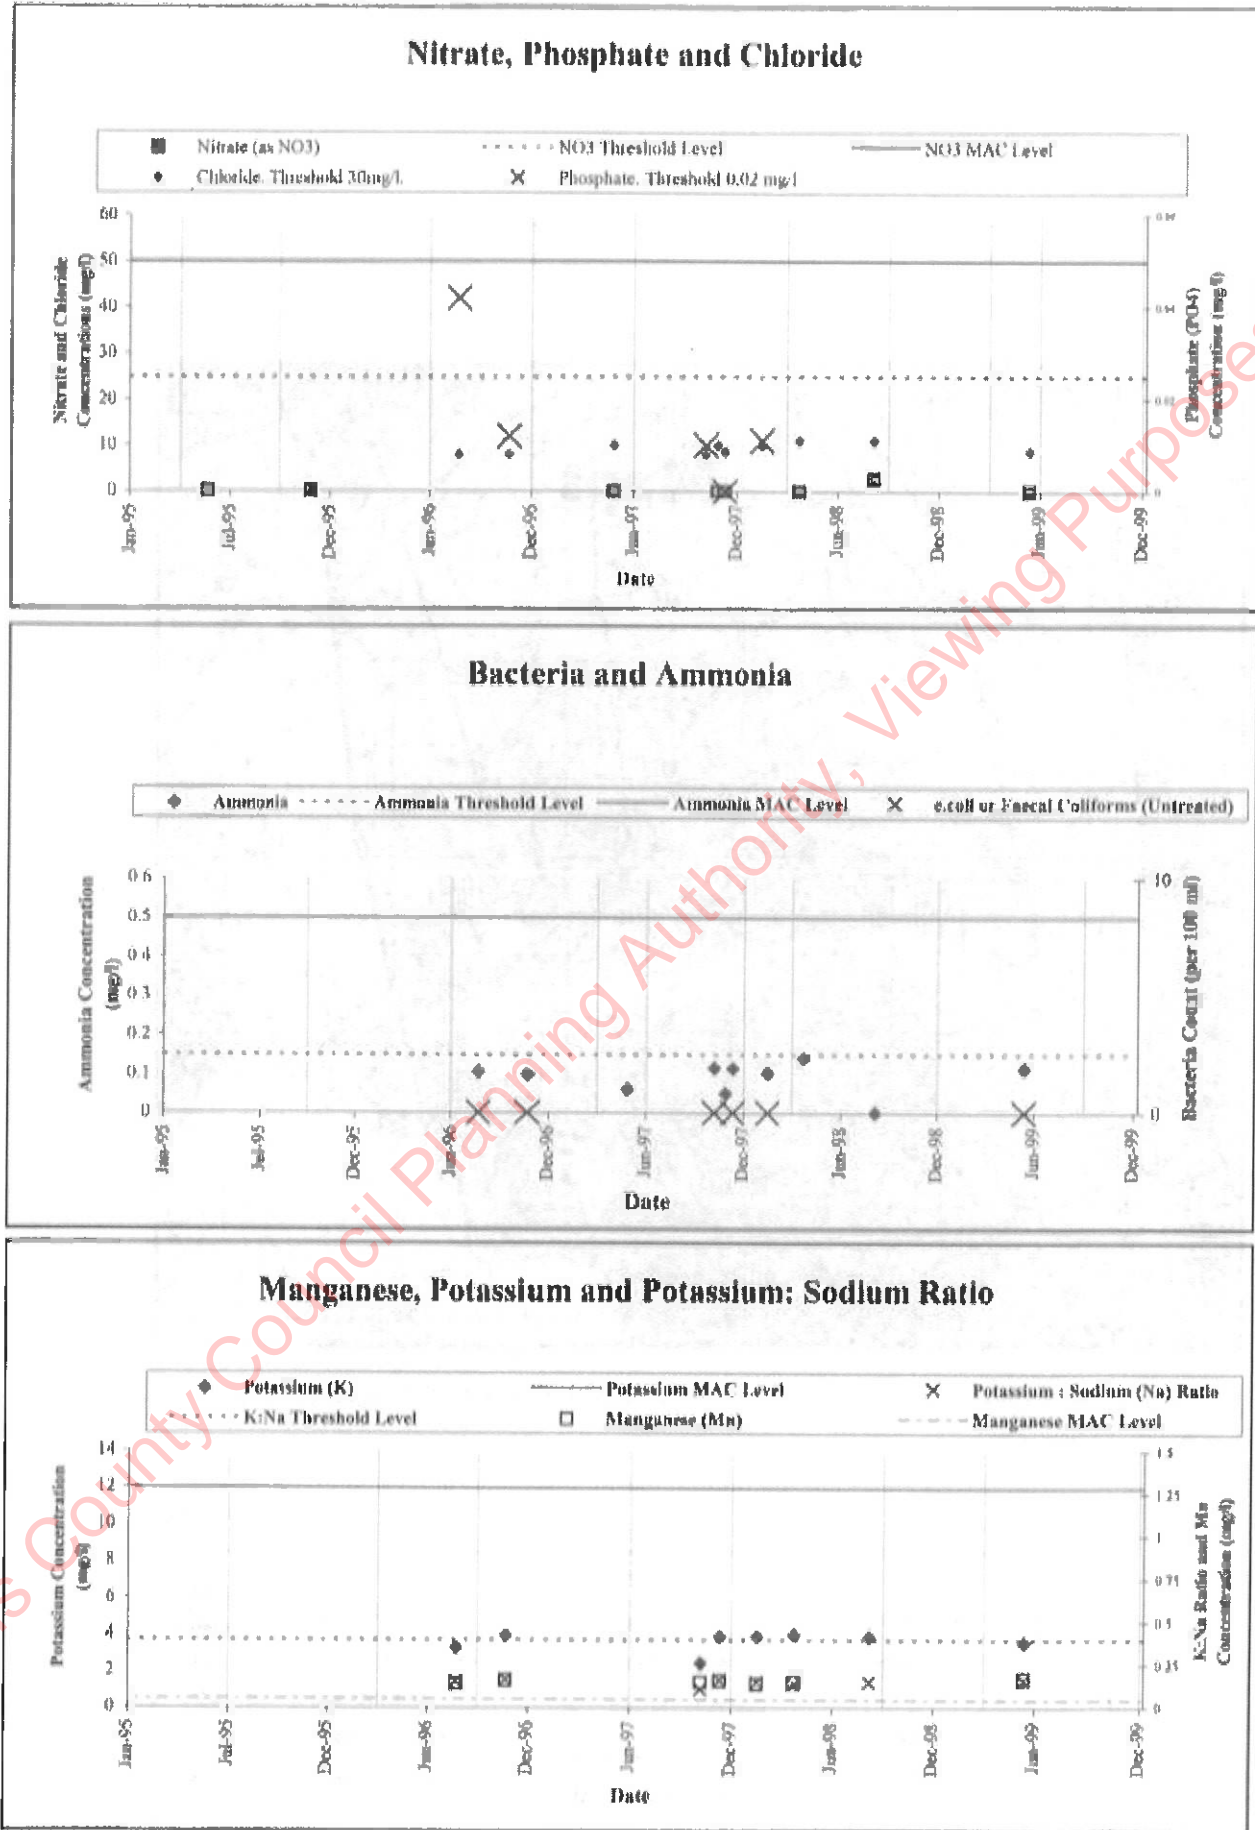 Nitrate, Phosphate and Chloride
Nitrate (as NO3)
NO3 Threshold Level
NO3 MAC Level
Chloride. Threshold 30mg/l.
Phosphate. Threshold 0.02 mg/l
Nitrate and Chloride
Concentrations (mg/l)
60
50
40
30
20
10
0
Phosphate (PO4)
Concentration (mg/l)
0.04
0.02
0
Jan-95
Jul-95
Dec-95
Jun-96
Dec-96
Jun-97
Dec-97
Jun-98
Dec-98
Jun-99
Dec-99
Date
Bacteria and Ammonia
Ammonia
Ammonia Threshold Level
Ammonia MAC Level
e.coli or Faecal Coliforms (Untreated)
Ammonia Concentration
(mg/l)
0.6
0.5
0.4
0.3
0.2
0.1
0
Bacteria Count (per 100 ml)
10
0
Jan-95
Jul-95
Dec-95
Jun-96
Dec-96
Jun-97
Dec-97
Jun-98
Dec-98
Jun-99
Dec-99
Date
Manganese, Potassium and Potassium: Sodium Ratio
Potassium (K)
Potassium MAC Level
Potassium : Sodium (Na) Ratio
K:Na Threshold Level
Manganese (Mn)
Manganese MAC Level
Potassium Concentration
(mg/l)
14
12
10
8
6
4
2
0
K:Na Ratio and Mn
Concentration (mg/l)
1.5
1.25
1
0.75
0.5
0.25
0
Jan-95
Jul-95
Dec-95
Jun-96
Dec-96
Jun-97
Dec-97
Jun-98
Dec-98
Jun-99
Dec-99
Date
County Council Planning Authority, Viewing Purposes